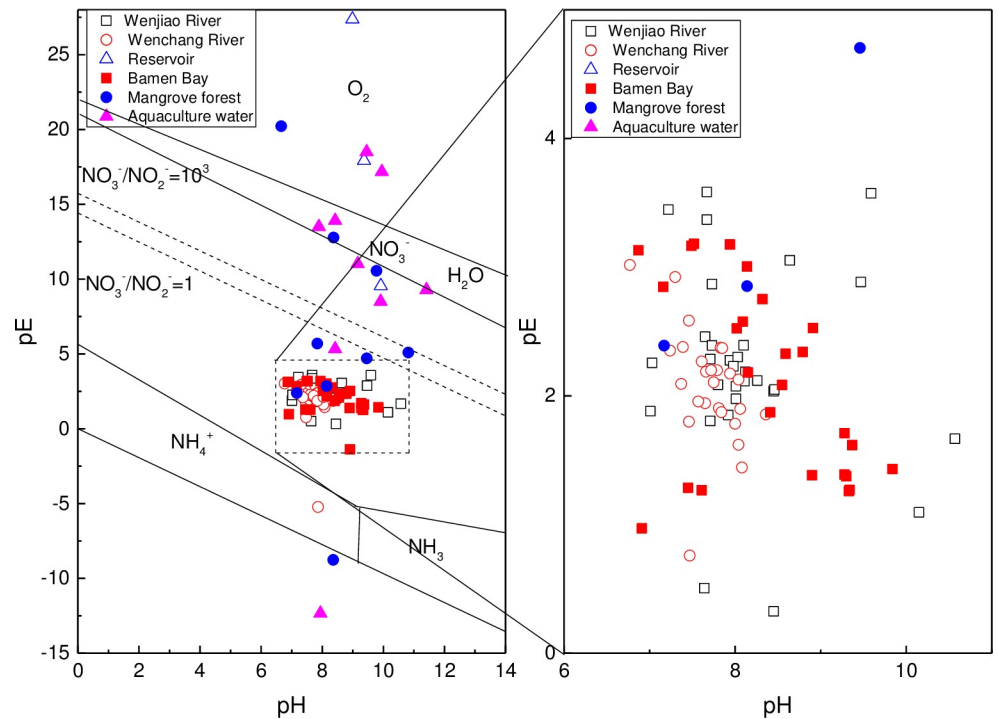 25
20
15
10
5
0
-5
-10
-15
pE
0
2
4
6
8
10
12
14
pH
Wenjiao River
Wenchang River
Reservoir
Bamen Bay
Mangrove forest
Aquaculture water
O₂
NO₃⁻/NO₂⁻=10³
NO₃⁻
H₂O
NO₃⁻/NO₂⁻=1
NH₄⁺
NH₃
Wenjiao River
Wenchang River
Reservoir
Bamen Bay
Mangrove forest
Aquaculture water
4
2
0
pE
6
8
10
pH